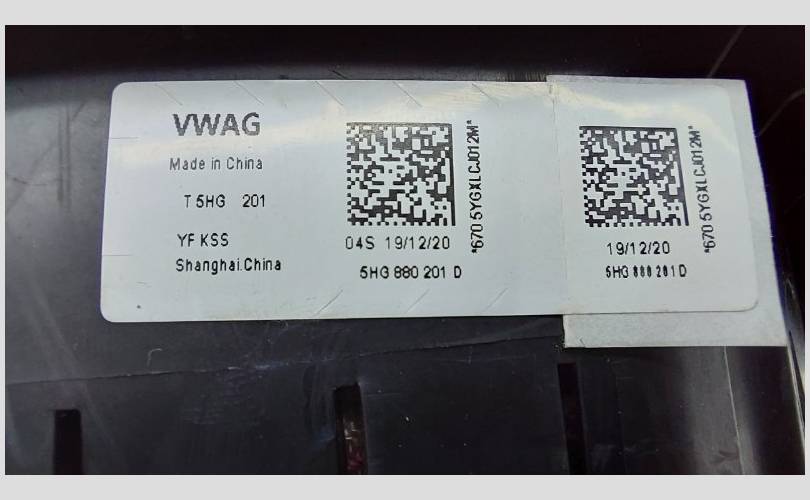 VWAG
Made in China
T 5HG 201
YF KSS
Shanghai.China
04S 19/12/20
5HG 880 201 D
*670 5YGXLCJ012M*
19/12/20
5HG 880 201 D
*670 5YGXLCJ012M*